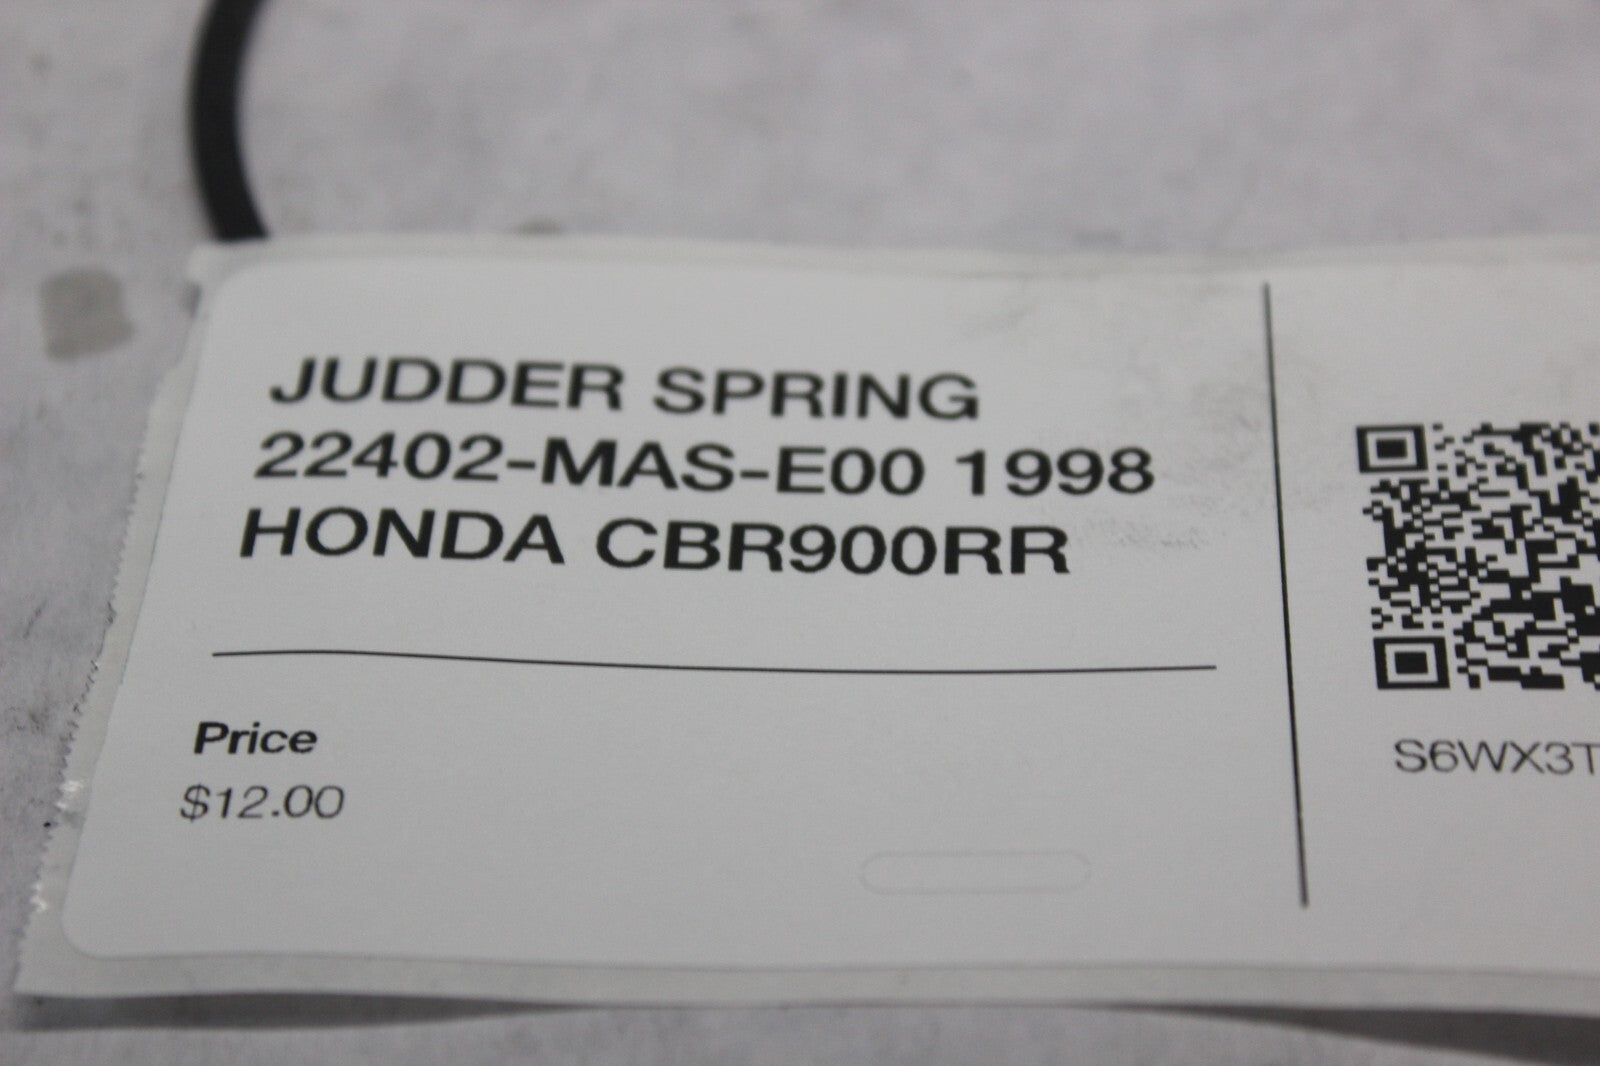 JUDDER SPRING
22402-MAS-E00 1998
HONDA CBR900RR
Price
$12.00
S6WX3T